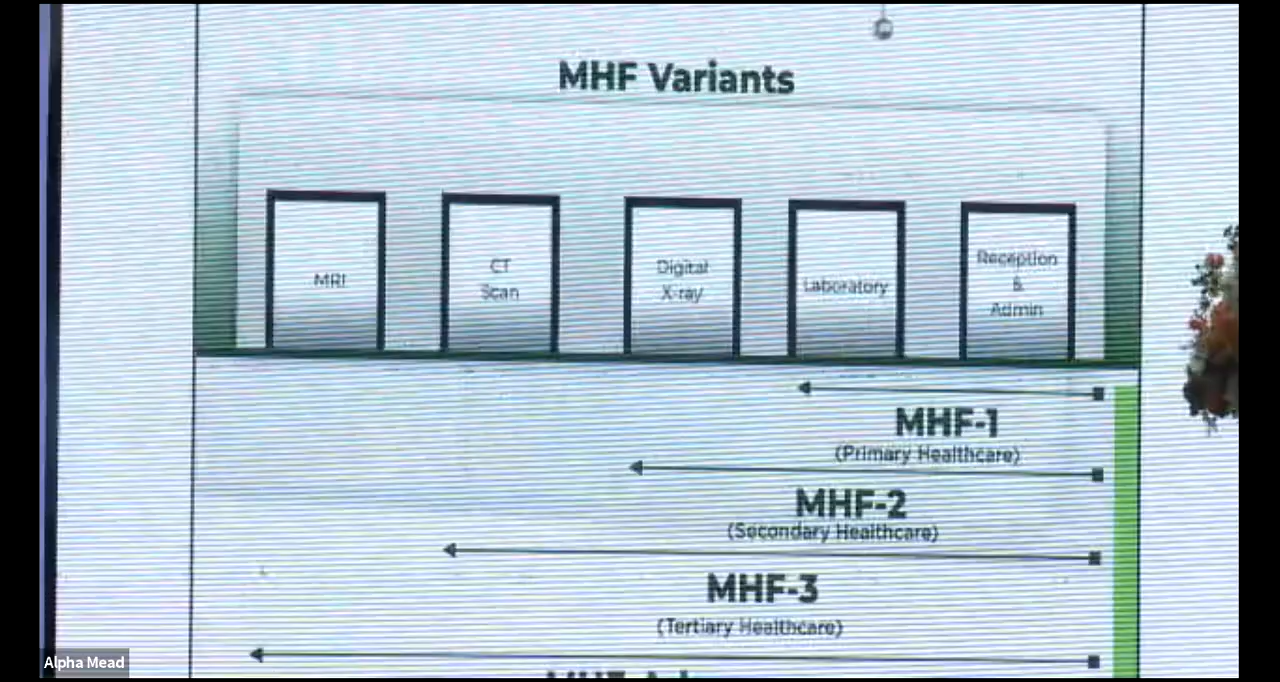 MHF Variants
MRI
CT
Scan
Digital
X-ray
Laboratory
Reception
&
Admin
MHF-1
(Primary Healthcare)
MHF-2
(Secondary Healthcare)
MHF-3
(Tertiary Healthcare)
Alpha Mead